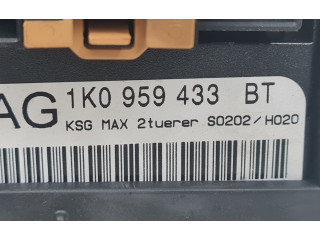 AG 1K0 959 433 BT
KSG MAX 2tuerer S0202/H020